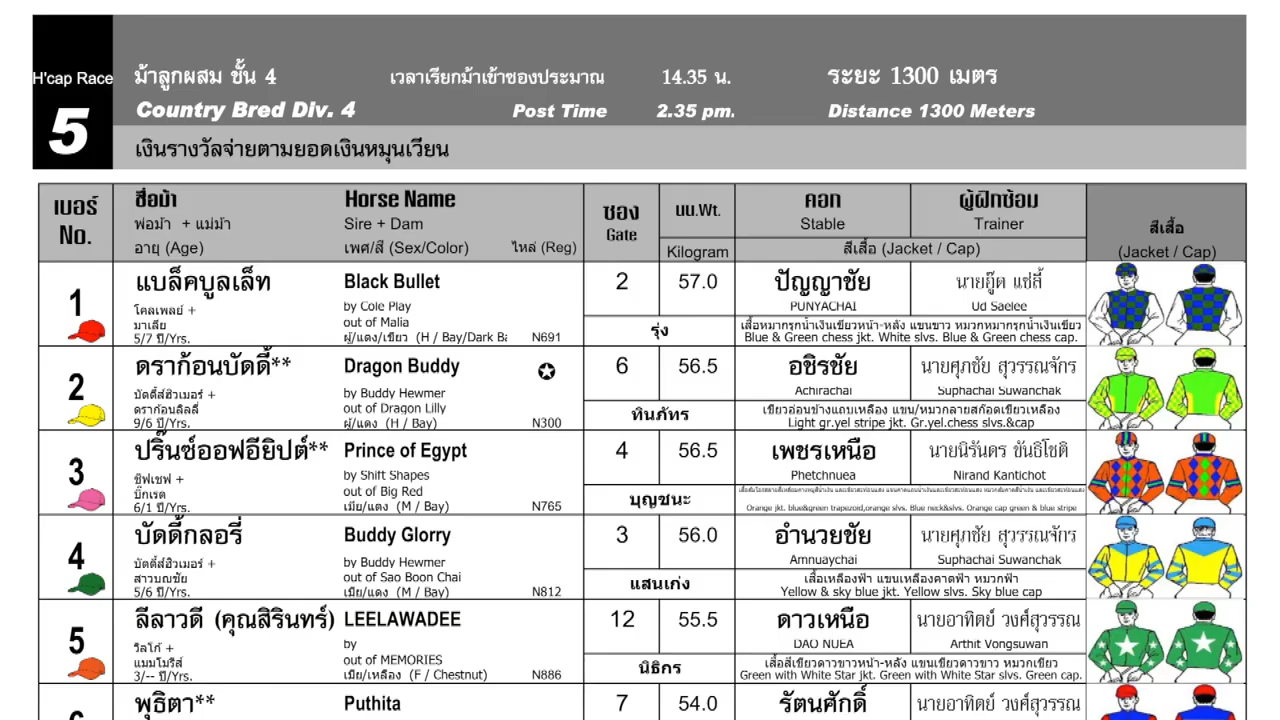 H'cap Race
5
ม้าลูกผสม ชั้น 4 เวลาเรียกม้าเข้าซองประมาณ 14.35 น. ระยะ 1300 เมตร
Country Bred Div. 4 Post Time 2.35 pm. Distance 1300 Meters
เงินรางวัลจ่ายตามยอดเงินหมุนเวียน
เบอร์ ชื่อม้า Horse Name ซอง นน.Wt. คอก ผู้ฝึกซ้อม สีเสื้อ
No. พ่อม้า + แม่ม้า Sire + Dam Gate Stable Trainer
อายุ (Age) เพศ/สี (Sex/Color) ไหล่ (Reg) Kilogram สีเสื้อ (Jacket / Cap) (Jacket / Cap)
1 แบล็คบูลเล็ท Black Bullet 2 57.0 ปัญญาชัย นายอู๊ด แซ่ลี้
โคลเพลย์ + by Cole Play PUNYACHAI Ud Saelee
มาเลีย out of Malia รุ่ง เสื้อหมากรุกน้ำเงินเขียวหน้า-หลัง แขนขาว หมวกหมากรุกน้ำเงินเขียว
5/7 ปี/Yrs. ผู้/แดง/เขียว (H / Bay/Dark Ba N691 Blue & Green chess jkt. White slvs. Blue & Green chess cap.
2 ดราก้อนบัดดี้** Dragon Buddy 6 56.5 อชิรชัย นายศุภชัย สุวรรณจักร
บัดดี้ส์ฮิวเมอร์ + by Buddy Hewmer Achirachai Suphachai Suwanchak
ดราก้อนลิลลี่ out of Dragon Lilly ทินภัทร เขียวอ่อนข้างแถบเหลือง แขน/หมวกลายสก๊อตเขียวเหลือง
9/6 ปี/Yrs. ผู้/แดง (H / Bay) N300 Light gr.yel stripe jkt. Gr.yel.chess slvs.&cap
3 ปริ๊นซ์ออฟอียิปต์** Prince of Egypt 4 56.5 เพชรเหนือ นายนิรันดร ขันธิโชติ
ชิฟเชฟ + by Shift Shapes Phetchnuea Nirand Kantichot
บิ๊กเรด out of Big Red บุญชนะ
6/1 ปี/Yrs. เมีย/แดง (M / Bay) N765 Orange jkt. blue&green trapezoid,orange slvs. Blue neck&slvs. Orange cap green & blue stripe
4 บัดดี้กลอรี่ Buddy Glorry 3 56.0 อำนวยชัย นายศุภชัย สุวรรณจักร
บัดดี้ส์ฮิวเมอร์ + by Buddy Hewmer Amnuaychai Suphachai Suwanchak
สาวบุญชัย out of Sao Boon Chai แสนเก่ง เสื้อเหลืองฟ้า แขนเหลืองคาดฟ้า หมวกฟ้า
5/6 ปี/Yrs. เมีย/แดง (M / Bay) N812 Yellow & sky blue jkt. Yellow slvs. Sky blue cap
5 ลีลาวดี (คุณสิรินทร์) LEELAWADEE 12 55.5 ดาวเหนือ นายอาทิตย์ วงศ์สุวรรณ
วิลโก้ + by DAO NUEA Arthit Vongsuwan
แมมโมรีส์ out of MEMORIES นิธิกร เสื้อสีเขียวดาวขาวหน้า-หลัง แขนเขียวดาวขาว หมวกเขียว
3/-- ปี/Yrs. เมีย/เหลือง (F / Chestnut) N886 Green with White Star jkt. Green with White Star slvs. Green cap.
พุธิตา** Puthita 7 54.0 รัตนศักดิ์